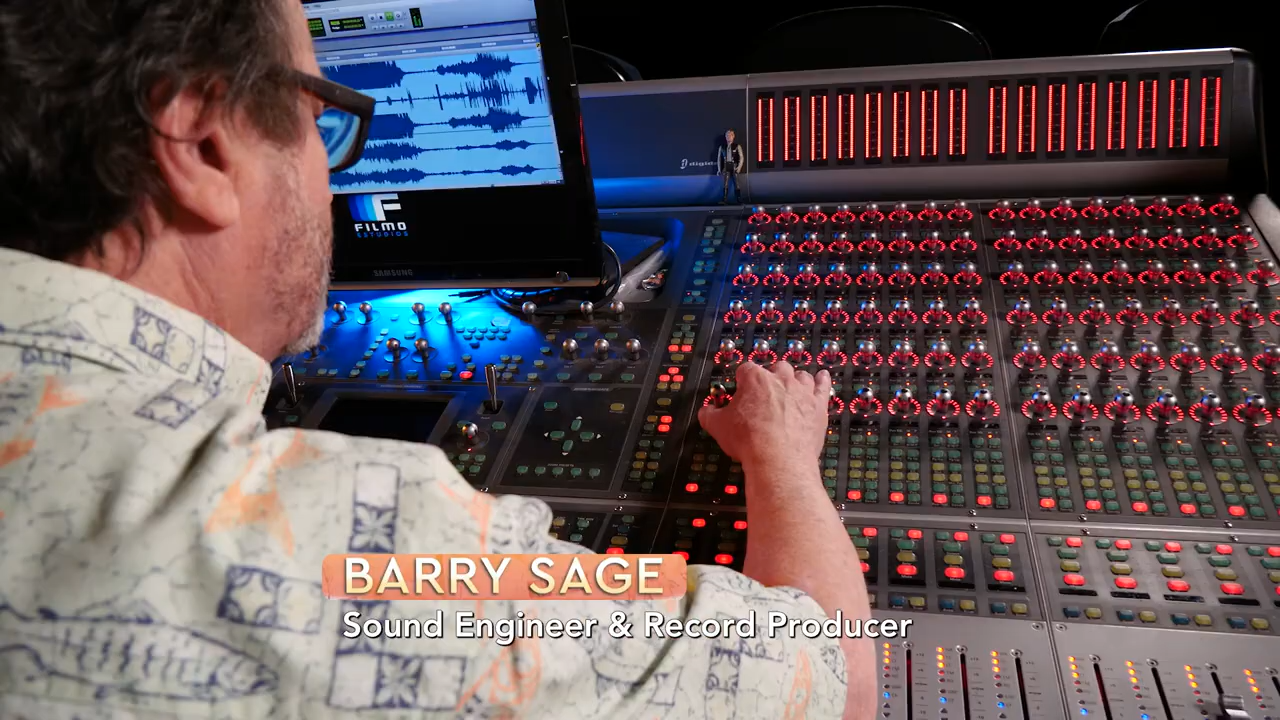 FILMO
ESTUDIOS
SAMSUNG
BARRY SAGE
Sound Engineer & Record Producer